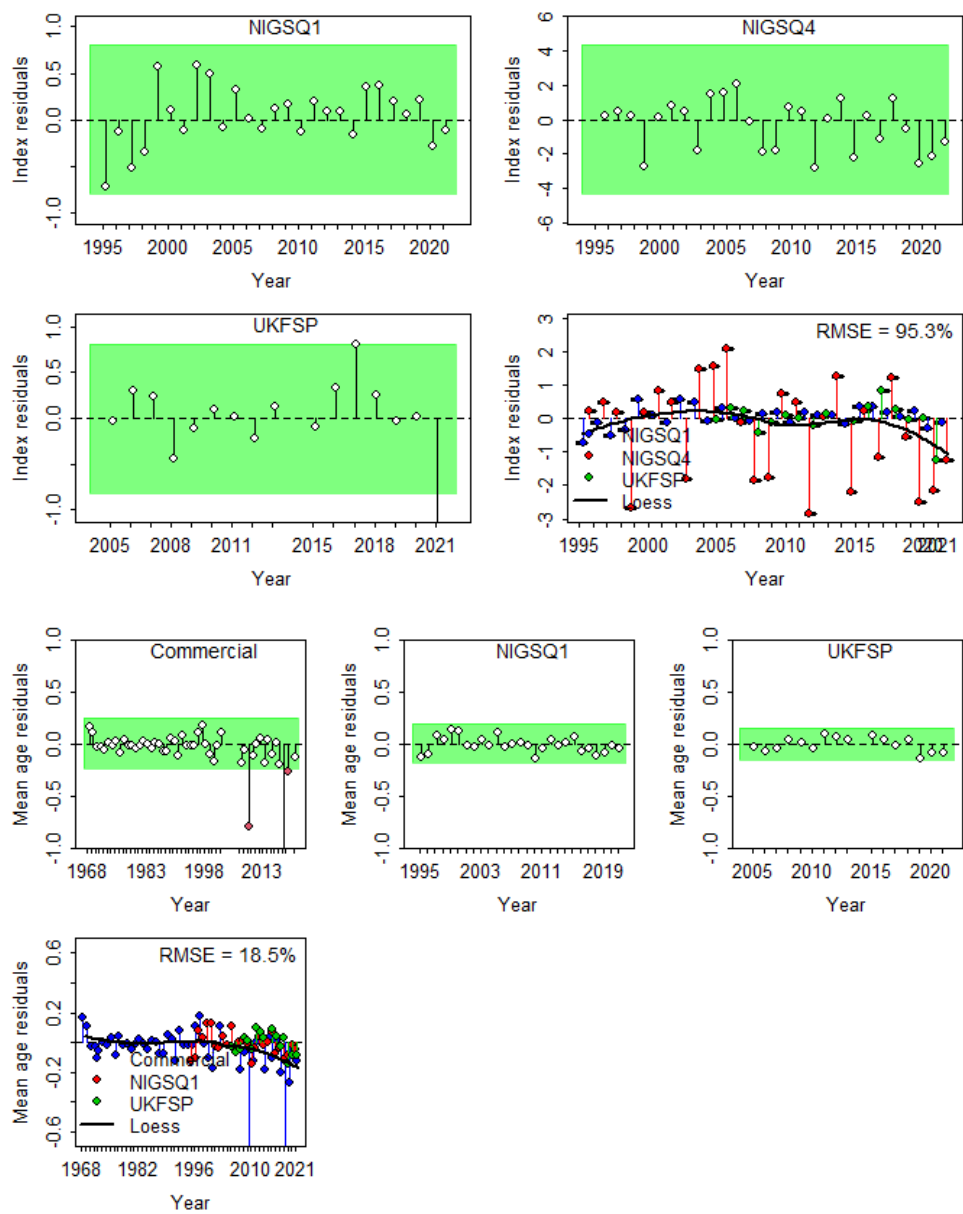 NIGSQ1
Index residuals
1.0
0.5
0.0
-1.0
1995 2000 2005 2010 2015 2020
Year
NIGSQ4
Index residuals
6
4
2
0
-2
-4
-6
1995 2000 2005 2010 2015 2020
Year
UKFSP
Index residuals
1.0
0.5
0.0
-1.0
2005 2008 2011 2015 2018 2021
Year
RMSE = 95.3%
Index residuals
3
2
1
0
-1
-2
-3
NIGSQ1
NIGSQ4
UKFSP
Loess
1995 2000 2005 2010 2015 2020 2021
Year
Commercial
Mean age residuals
1.0
0.5
0.0
-1.0
1968 1983 1998 2013
Year
NIGSQ1
Mean age residuals
1.0
0.5
0.0
-1.0
1995 2003 2011 2019
Year
UKFSP
Mean age residuals
1.0
0.5
0.0
-1.0
2005 2010 2015 2020
Year
RMSE = 18.5%
Mean age residuals
0.6
0.2
-0.2
-0.6
Commercial
NIGSQ1
UKFSP
Loess
1968 1982 1996 2010 2021
Year